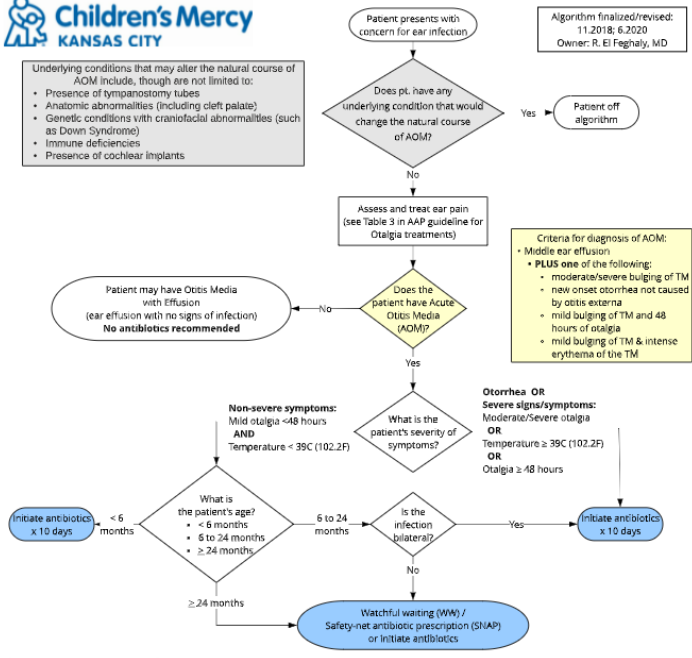 Children's Mercy
KANSAS CITY
Patient presents with
concern for ear infection
Algorithm finalized/revised:
11.2018; 6.2020
Owner: R. El Feghaly, MD
Underlying conditions that may alter the natural course of
AOM include, though are not limited to:
• Presence of tympanostomy tubes
• Anatomic abnormalities (including cleft palate)
• Genetic conditions with craniofacial abnormalities (such
as Down Syndrome)
• Immune deficiencies
• Presence of cochlear implants
Does pt. have any
underlying condition that would
change the natural course
of AOM?
Yes
Patient off
algorithm
No
Assess and treat ear pain
(see Table 3 in AAP guideline for
Otalgia treatments)
Criteria for diagnosis of AOM:
• Middle ear effusion
• PLUS one of the following:
• moderate/severe bulging of TM
• new onset otorrhea not caused
by otitis externa
• mild bulging of TM and 48
hours of otalgia
• mild bulging of TM & intense
erythema of the TM
Patient may have Otitis Media
with Effusion
(ear effusion with no signs of infection)
No antibiotics recommended
No
Does the
patient have Acute
Otitis Media
(AOM)?
Yes
Non-severe symptoms:
Mild otalgia <48 hours
AND
Temperature < 39C (102.2F)
What is the
patient's severity of
symptoms?
Otorrhea OR
Severe signs/symptoms:
Moderate/Severe otalgia
OR
Temperature ≥ 39C (102.2F)
OR
Otalgia ≥ 48 hours
Initiate antibiotics
x 10 days
< 6
months
What is
the patient's age?
• < 6 months
• 6 to 24 months
• ≥ 24 months
6 to 24
months
Is the
infection
bilateral?
Yes
Initiate antibiotics
x 10 days
No
≥ 24 months
Watchful waiting (WW) /
Safety-net antibiotic prescription (SNAP)
or initiate antibiotics